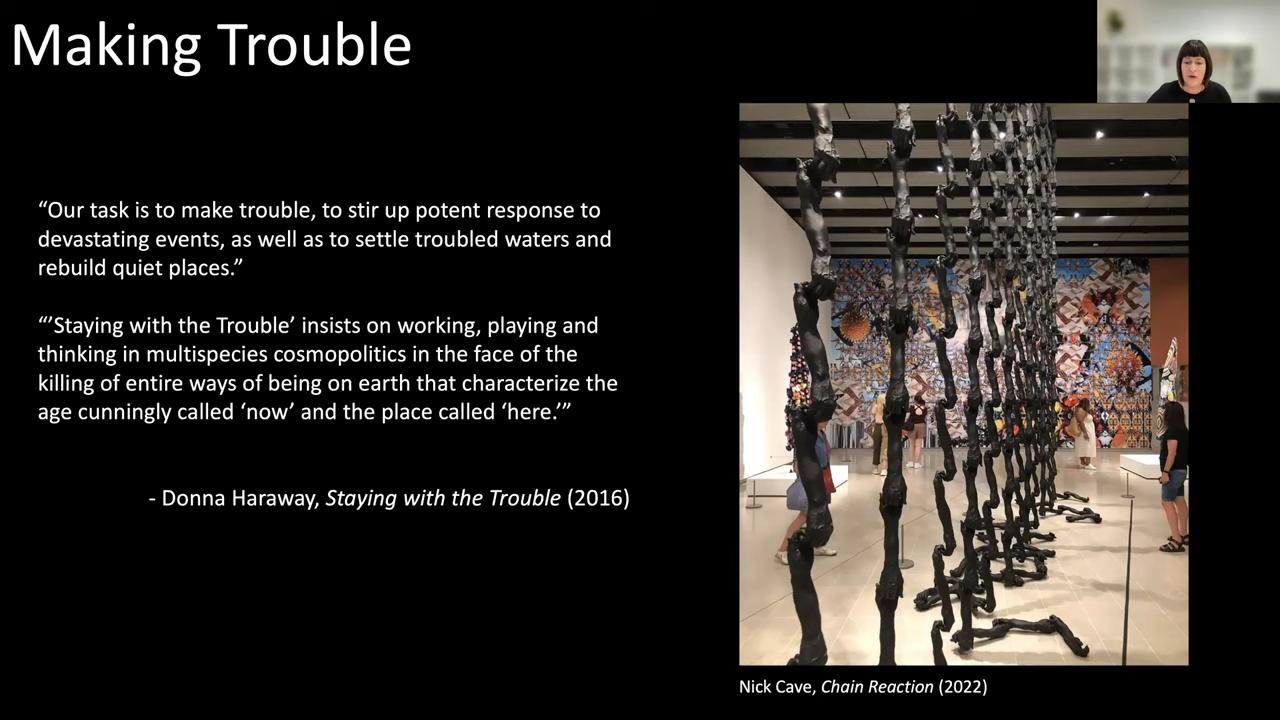 Making Trouble
“Our task is to make trouble, to stir up potent response to
devastating events, as well as to settle troubled waters and
rebuild quiet places.”
“’Staying with the Trouble’ insists on working, playing and
thinking in multispecies cosmopolitics in the face of the
killing of entire ways of being on earth that characterize the
age cunningly called ‘now’ and the place called ‘here.’”
- Donna Haraway, Staying with the Trouble (2016)
Nick Cave, Chain Reaction (2022)